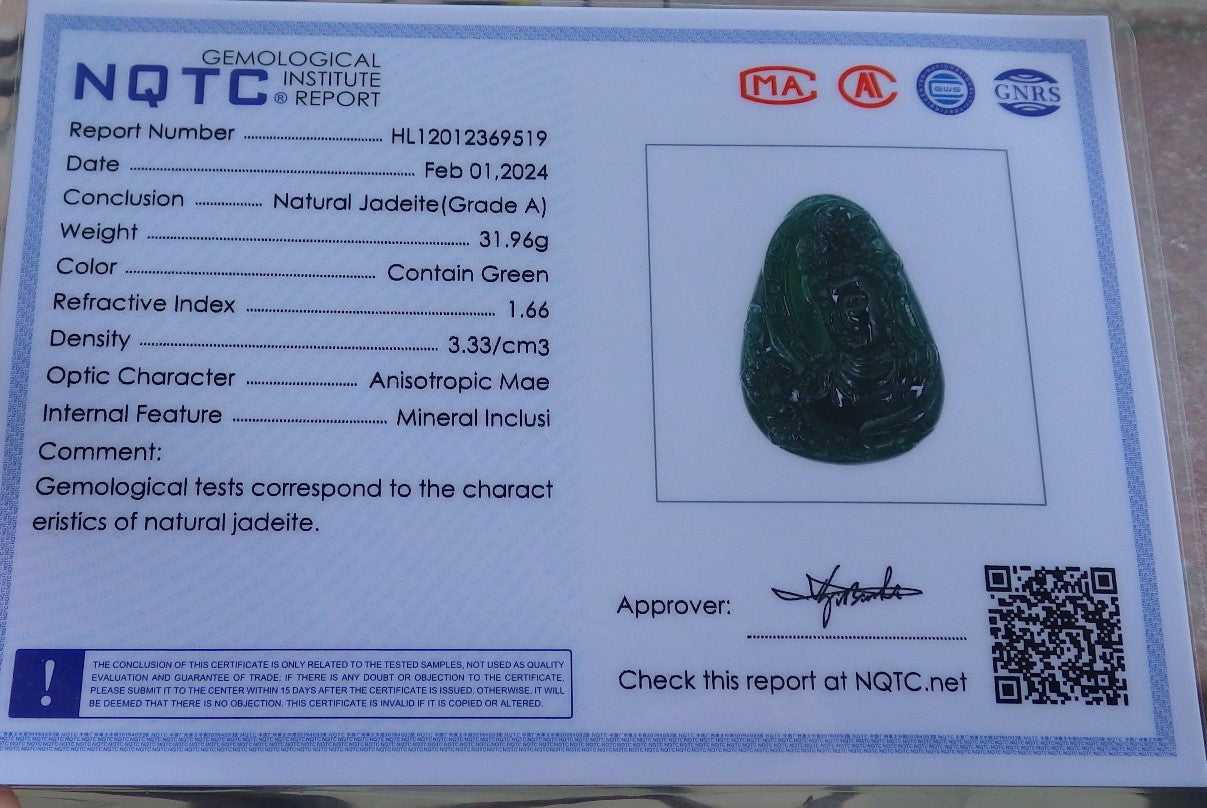 NQTC® GEMOLOGICAL INSTITUTE REPORT
MA
AL
GWS
GNRS
Report Number HL12012369519
Date Feb 01,2024
Conclusion Natural Jadeite(Grade A)
Weight 31.96g
Color Contain Green
Refractive Index 1.66
Density 3.33/cm3
Optic Character Anisotropic Mae
Internal Feature Mineral Inclusi
Comment:
Gemological tests correspond to the charact
eristics of natural jadeite.
! THE CONCLUSION OF THIS CERTIFICATE IS ONLY RELATED TO THE TESTED SAMPLES, NOT USED AS QUALITY
EVALUATION AND GUARANTEE OF TRADE; IF THERE IS ANY DOUBT OR OBJECTION TO THE CERTIFICATE,
PLEASE SUBMIT IT TO THE CENTER WITHIN 15 DAYS AFTER THE CERTIFICATE IS ISSUED. OTHERWISE, IT WILL
BE DEEMED THAT THERE IS NO OBJECTION. THIS CERTIFICATE IS INVALID IF IT IS COPIED OR ALTERED.
Approver:
Check this report at NQTC.net